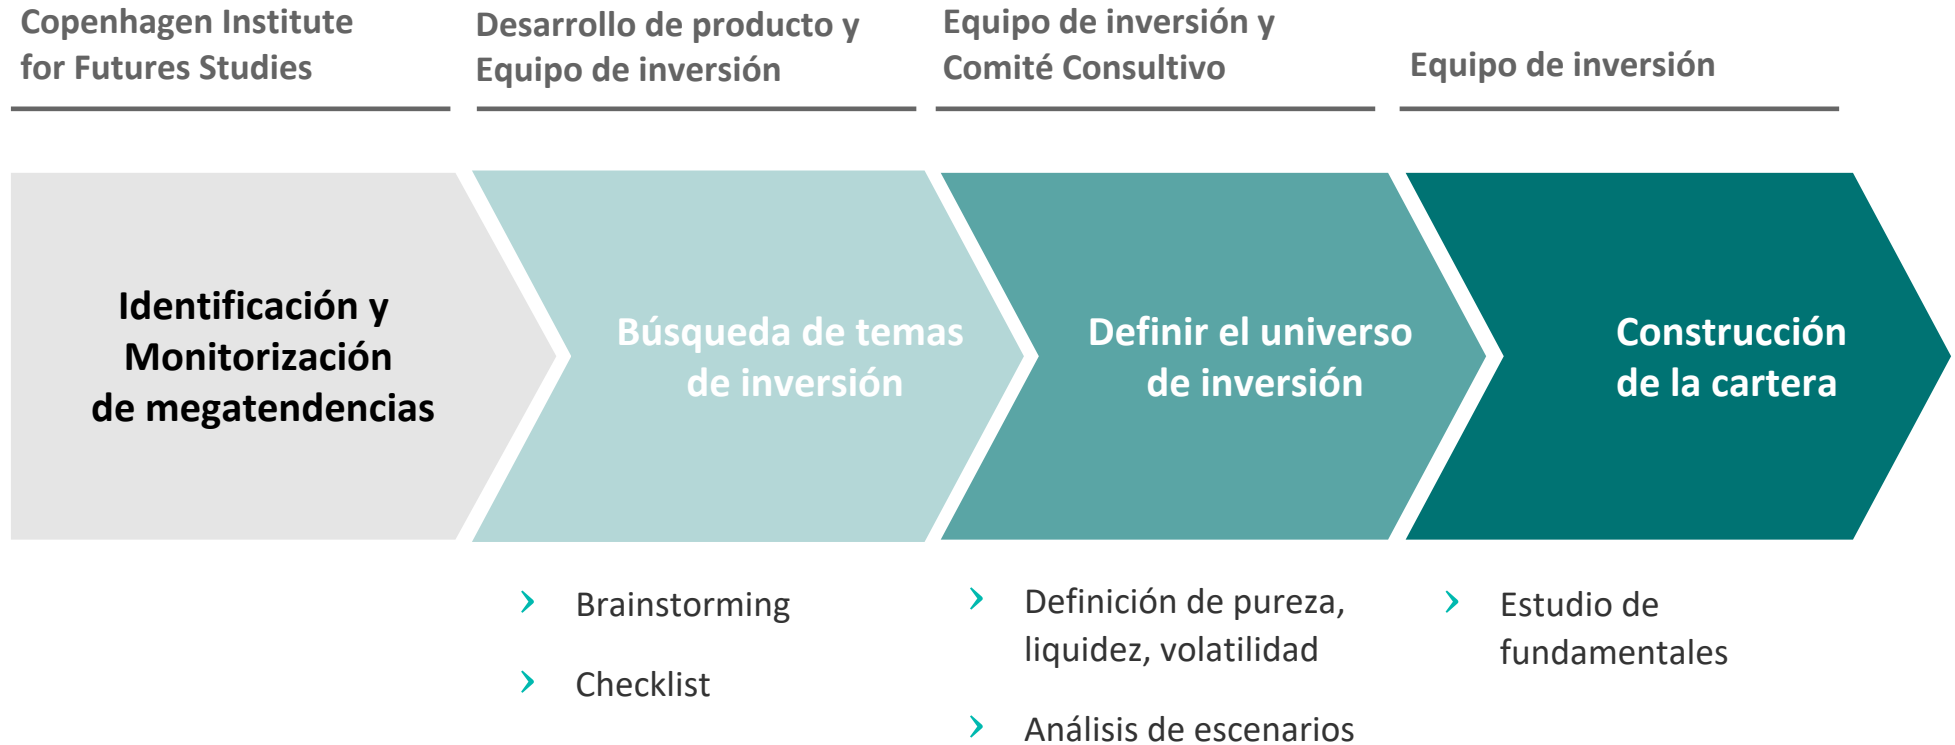 Copenhagen Institute
for Futures Studies
Desarrollo de producto y
Equipo de inversión
Equipo de inversión y
Comité Consultivo
Equipo de inversión
Identificación y
Monitorización
de megatendencias
Búsqueda de temas
de inversión
Definir el universo
de inversión
Construcción
de la cartera
Brainstorming
Checklist
Definición de pureza,
liquidez, volatilidad
Análisis de escenarios
Estudio de
fundamentales